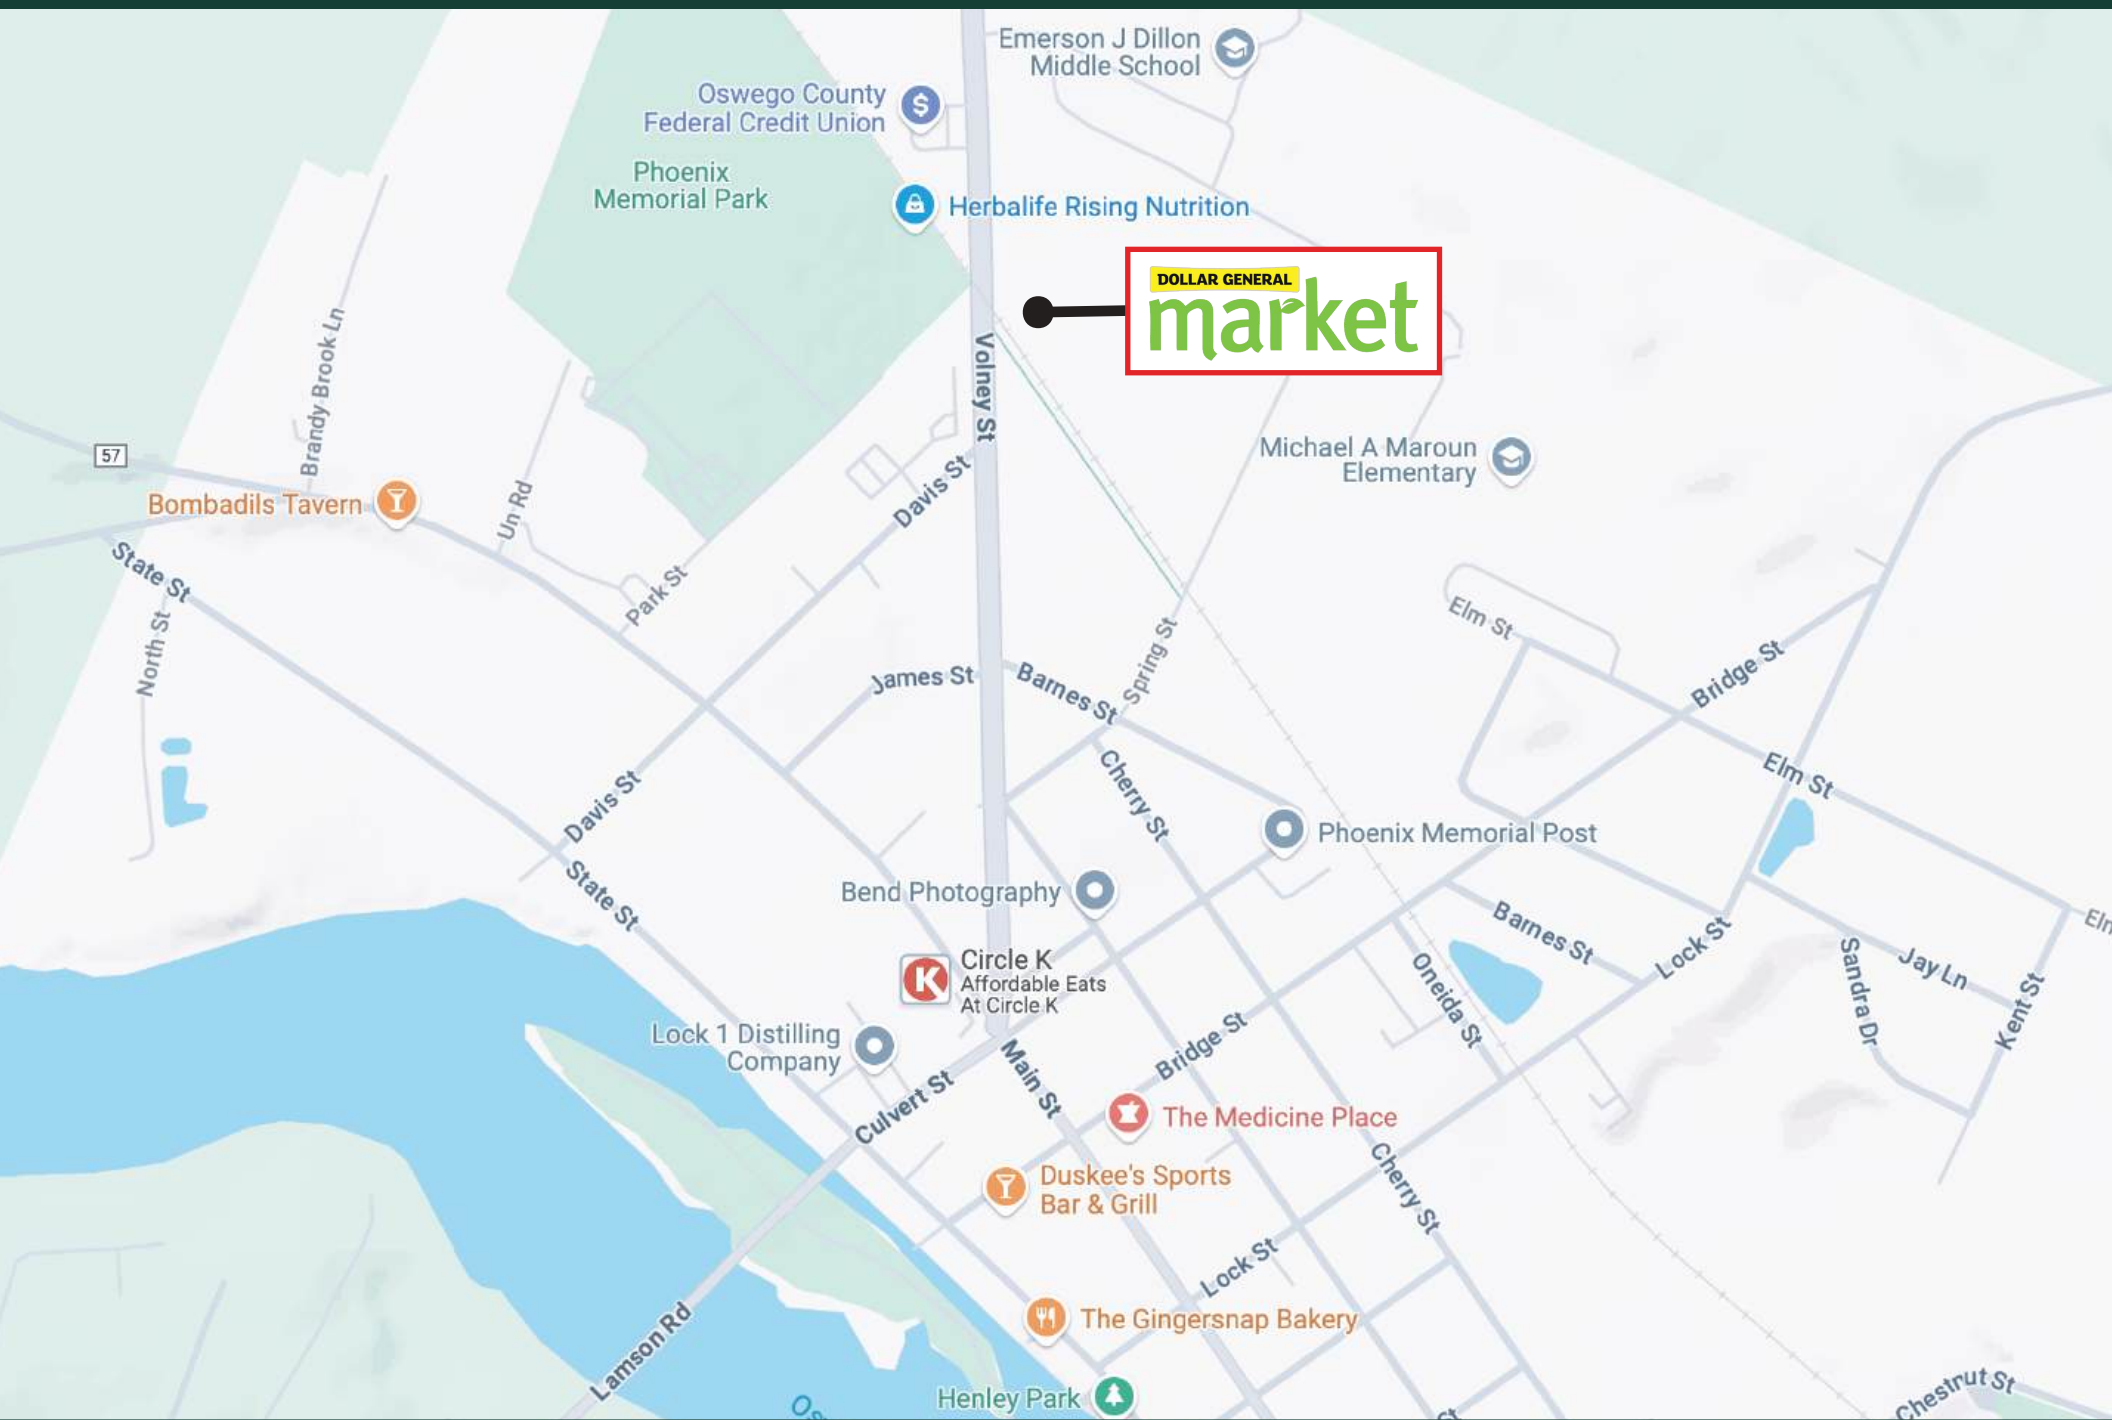 Emerson J Dillon
Middle School
Oswego County
Federal Credit Union
Phoenix
Memorial Park
Herbalife Rising Nutrition
DOLLAR GENERAL
market
Brandy Brook Ln
Volney St
57
Bombadils Tavern
Un Rd
Davis St
Michael A Maroun
Elementary
State St
North St
Park St
Elm St
James St
Barnes St
Spring St
Bridge St
Davis St
Cherry St
Elm St
Phoenix Memorial Post
State St
Bend Photography
Barnes St
Lock St
Sandra Dr
Jay Ln
Kent St
Circle K
Affordable Eats
At Circle K
Oneida St
Lock 1 Distilling
Company
Main St
Bridge St
Culvert St
The Medicine Place
Cherry St
Duskee's Sports
Bar & Grill
Lock St
The Gingersnap Bakery
Lamson Rd
Henley Park
St